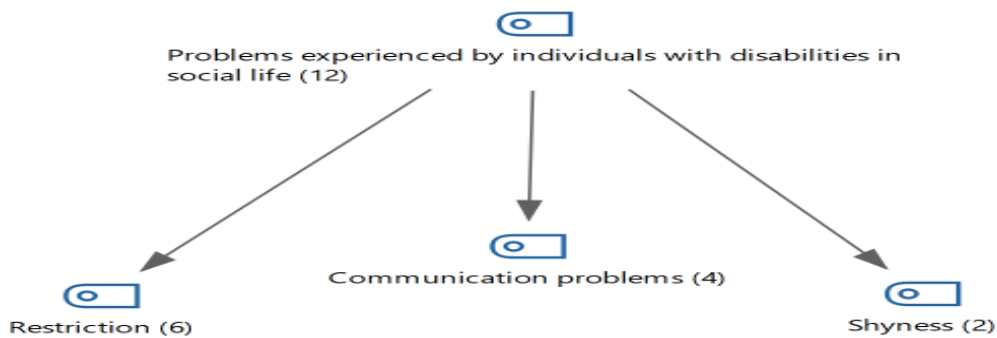 Problems experienced by individuals with disabilities in
social life (12)
Communication problems (4)
Restriction (6)
Shyness (2)